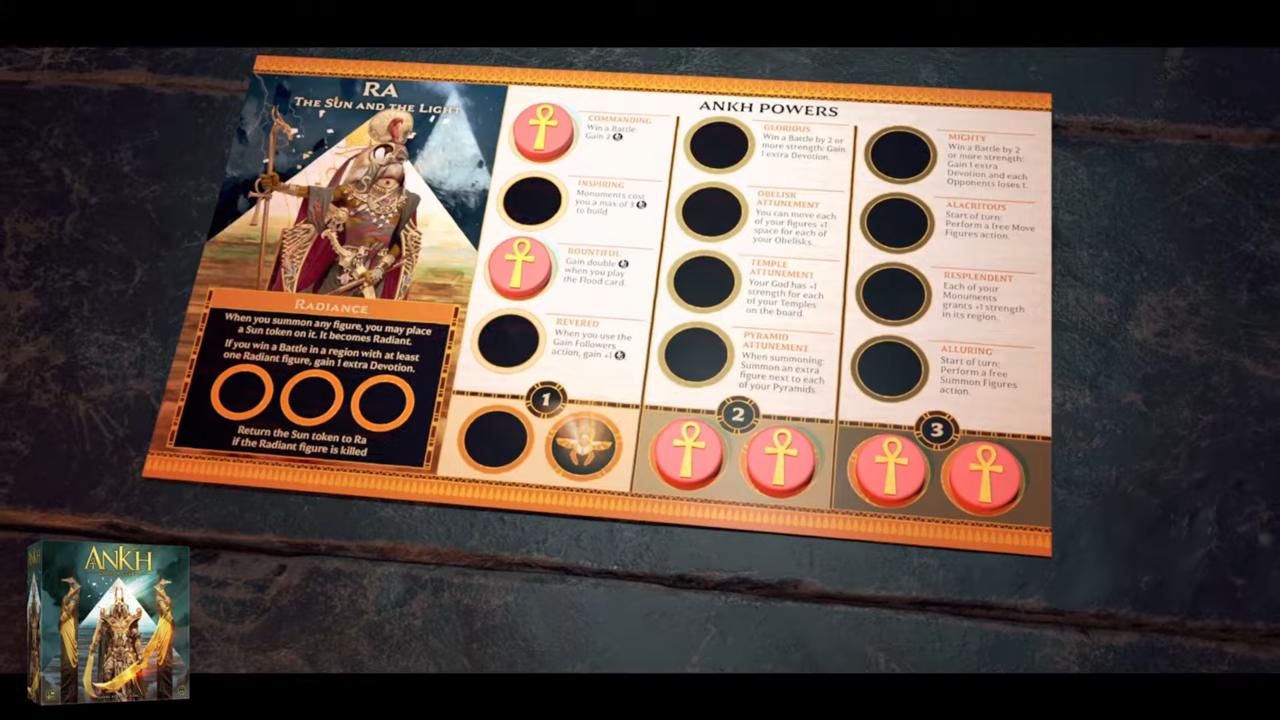 RA
THE SUN AND THE LIGHT
RADIANCE
When you summon any figure, you may place
a Sun token on it. It becomes Radiant.
If you win a Battle in a region with at least
one Radiant figure, gain 1 extra Devotion.
Return the Sun token to Ra
if the Radiant figure is killed
ANKH POWERS
COMMANDING
Win a Battle:
Gain 2
INSPIRING
Monuments cost
you a max of 3
to build
BOUNTIFUL
Gain double
when you play
the Flood card.
REVERED
When you use the
Gain Followers
action, gain +1
1
GLORIOUS
Win a Battle by 2 or
more strength: Gain
1 extra Devotion.
OBELISK
ATTUNEMENT
You can move each
of your figures +1
space for each of
your Obelisks.
TEMPLE
ATTUNEMENT
Your God has +1
strength for each
of your Temples
on the board.
PYRAMID
ATTUNEMENT
When summoning:
Summon an extra
figure next to each
of your Pyramids.
2
MIGHTY
Win a Battle by 2
or more strength:
Gain 1 extra
Devotion and each
Opponents loses 1.
ALACRITOUS
Start of turn:
Perform a free Move
Figures action.
RESPLENDENT
Each of your
Monuments
grants +1 strength
in its region.
ALLURING
Start of turn:
Perform a free
Summon Figures
action.
3
ANKH
ANKH